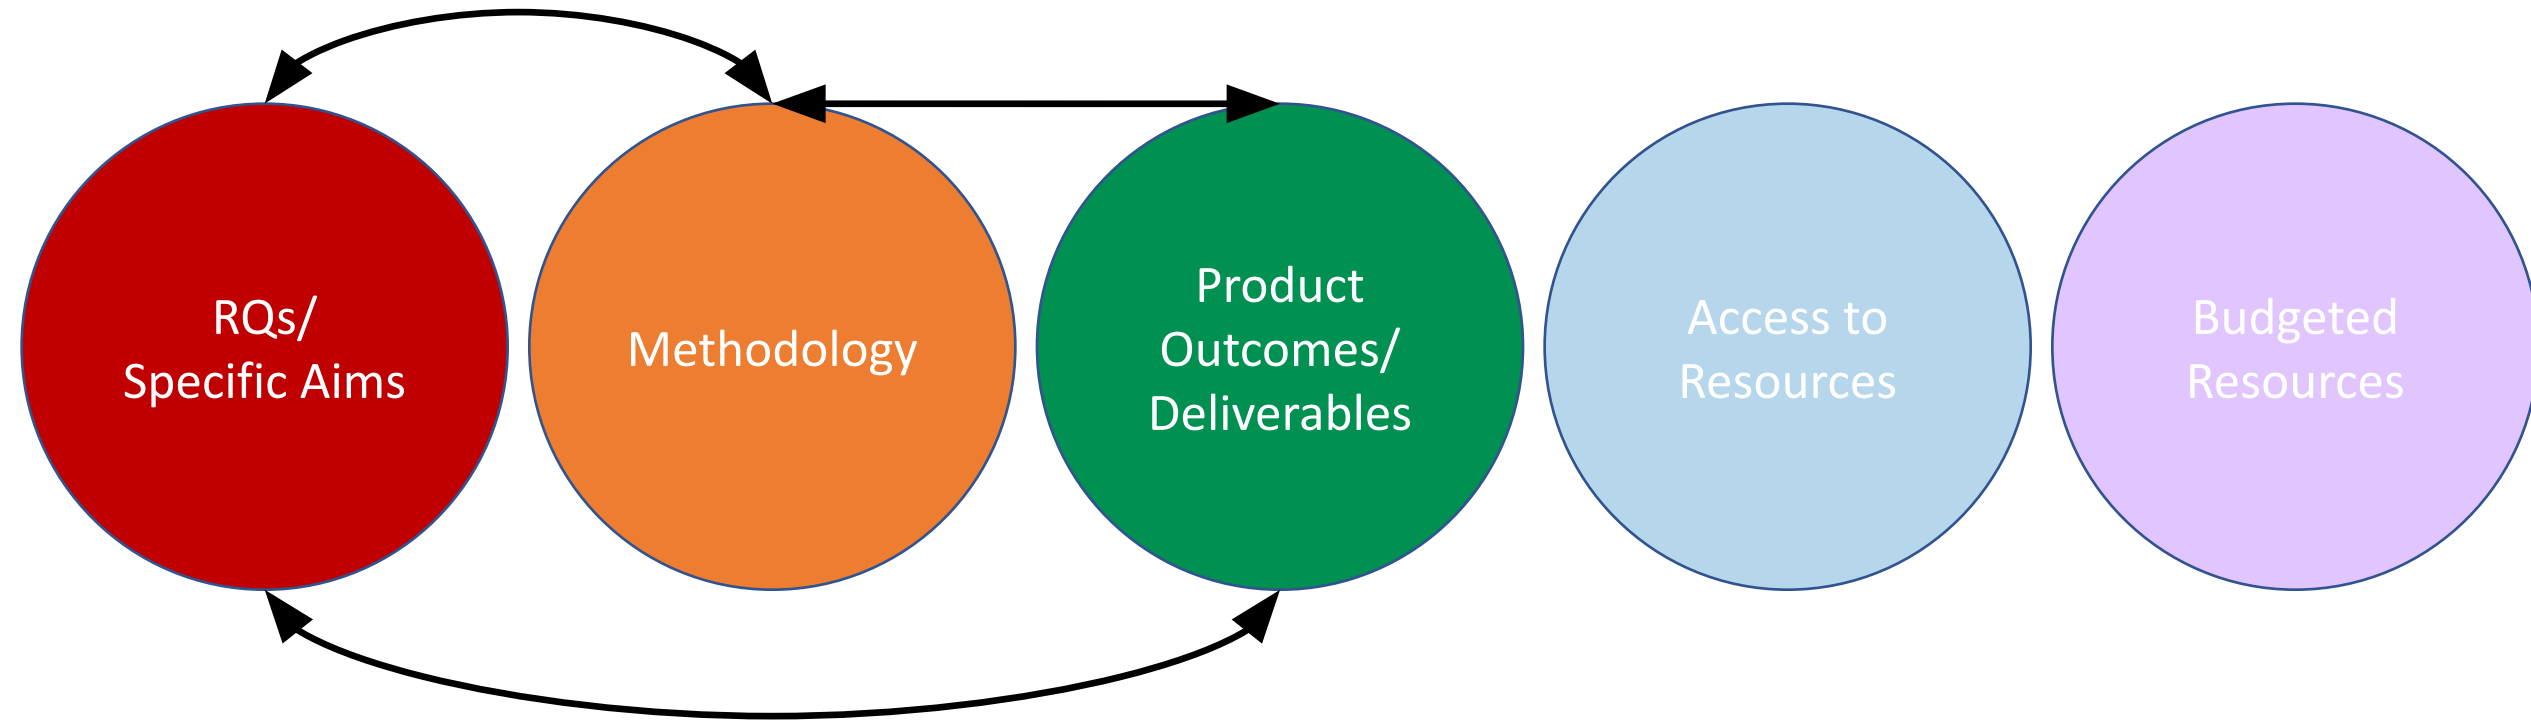 RQs/
Specific Aims
Methodology
Product
Outcomes/
Deliverables
Access to
Resources
Budgeted
Resources